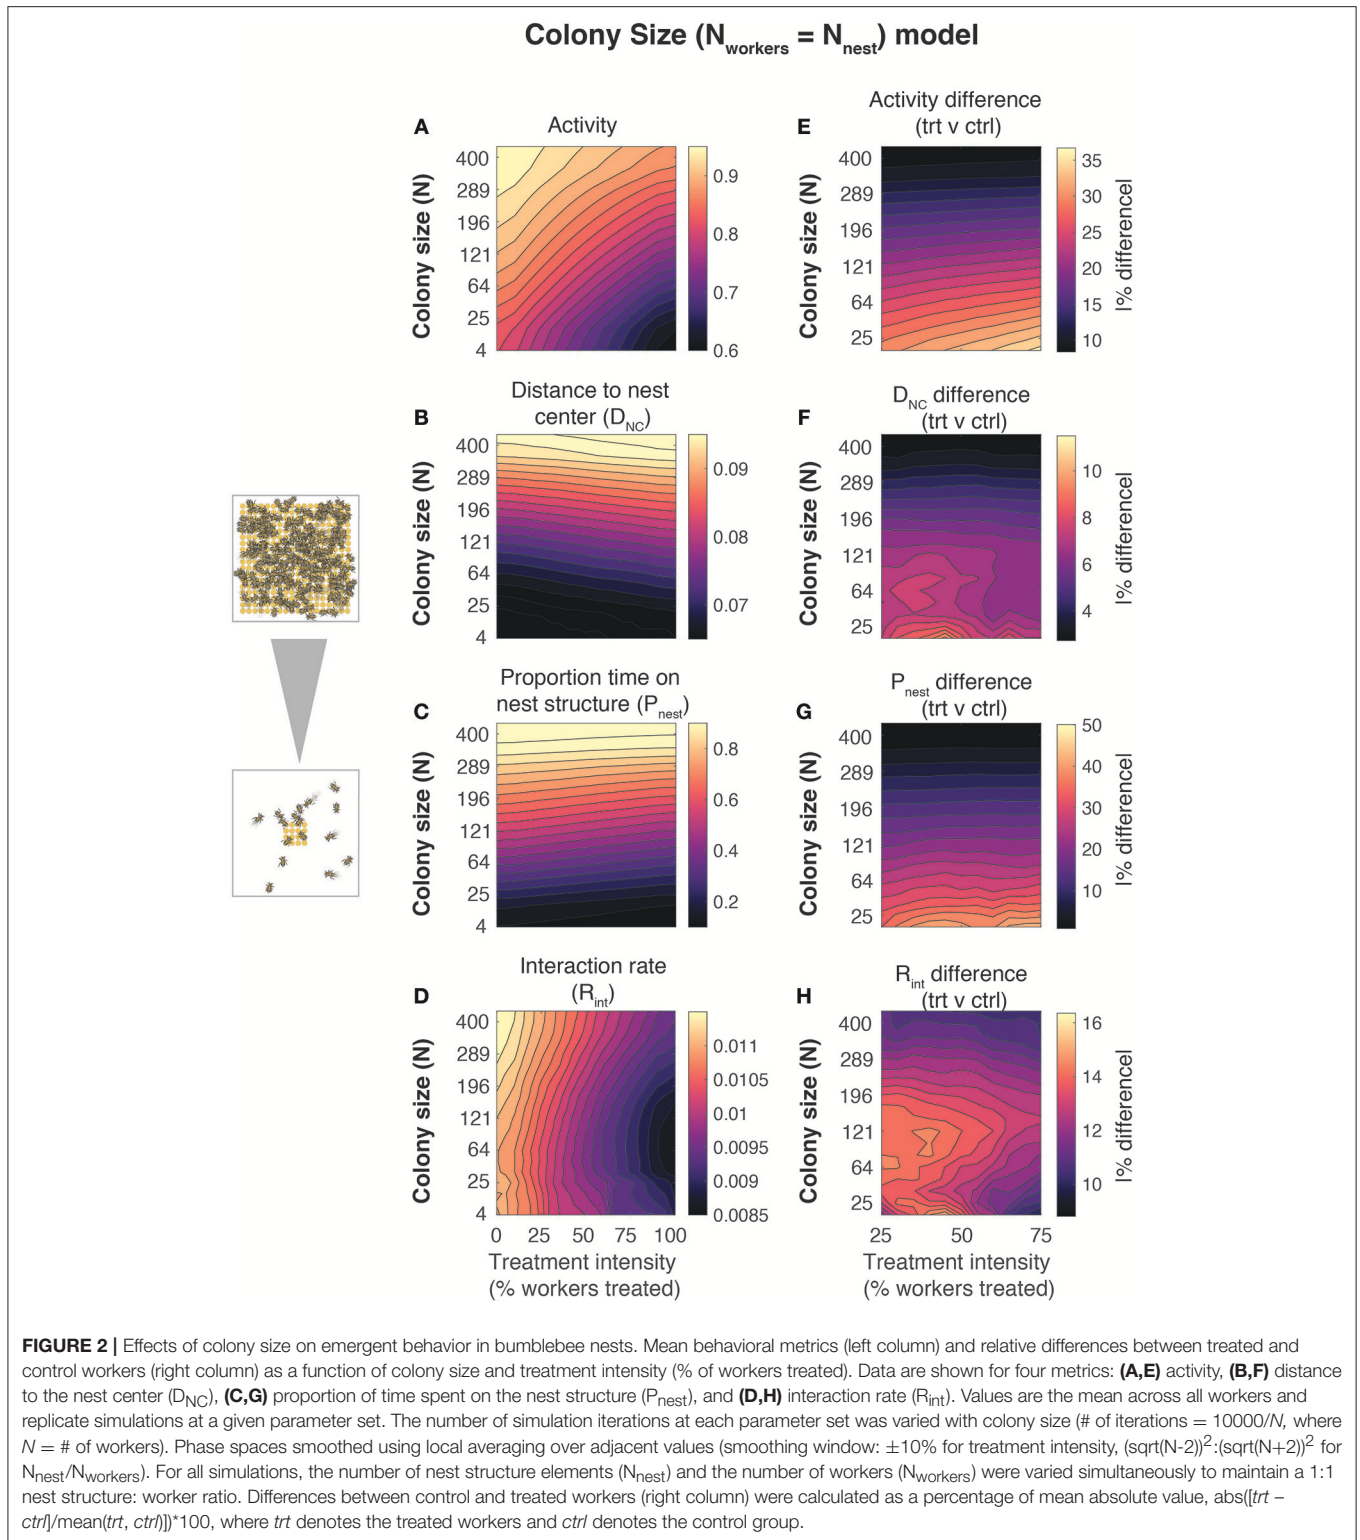 Colony Size (Nworkers = Nnest) model
A
Activity
Colony size (N)
400
289
196
121
64
25
4
0.9
0.8
0.7
0.6
E
Activity difference
(trt v ctrl)
Colony size (N)
400
289
196
121
64
25
35
30
25
20
15
10
|% difference|
B
Distance to nest
center (DNC)
Colony size (N)
400
289
196
121
64
25
4
0.09
0.08
0.07
F
DNC difference
(trt v ctrl)
Colony size (N)
400
289
196
121
64
25
10
8
6
4
|% difference|
C
Proportion time on
nest structure (Pnest)
Colony size (N)
400
289
196
121
64
25
4
0.8
0.6
0.4
0.2
G
Pnest difference
(trt v ctrl)
Colony size (N)
400
289
196
121
64
25
50
40
30
20
10
|% difference|
D
Interaction rate
(Rint)
Colony size (N)
400
289
196
121
64
25
4
0 25 50 75 100
Treatment intensity
(% workers treated)
0.011
0.0105
0.01
0.0095
0.009
0.0085
H
Rint difference
(trt v ctrl)
Colony size (N)
400
289
196
121
64
25
25 50 75
Treatment intensity
(% workers treated)
16
14
12
10
|% difference|
FIGURE 2 | Effects of colony size on emergent behavior in bumblebee nests. Mean behavioral metrics (left column) and relative differences between treated and
control workers (right column) as a function of colony size and treatment intensity (% of workers treated). Data are shown for four metrics: (A,E) activity, (B,F) distance
to the nest center (DNC), (C,G) proportion of time spent on the nest structure (Pnest), and (D,H) interaction rate (Rint). Values are the mean across all workers and
replicate simulations at a given parameter set. The number of simulation iterations at each parameter set was varied with colony size (# of iterations = 10000/N, where
N = # of workers). Phase spaces smoothed using local averaging over adjacent values (smoothing window: ±10% for treatment intensity, (sqrt(N-2))²:(sqrt(N+2))² for
Nnest/Nworkers). For all simulations, the number of nest structure elements (Nnest) and the number of workers (Nworkers) were varied simultaneously to maintain a 1:1
nest structure: worker ratio. Differences between control and treated workers (right column) were calculated as a percentage of mean absolute value, abs([trt –
ctrl]/mean(trt, ctrl)])*100, where trt denotes the treated workers and ctrl denotes the control group.